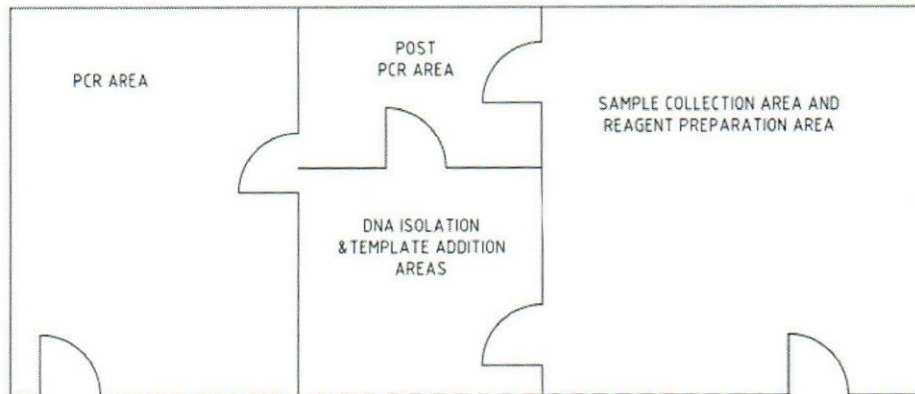 PCR AREA
POST
PCR AREA
SAMPLE COLLECTION AREA AND
REAGENT PREPARATION AREA
DNA ISOLATION
& TEMPLATE ADDITION
AREAS